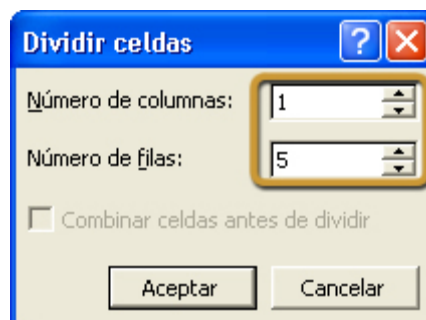 Dividir celdas
Número de columnas: 1
Número de filas: 5
Combinar celdas antes de dividir
Aceptar Cancelar